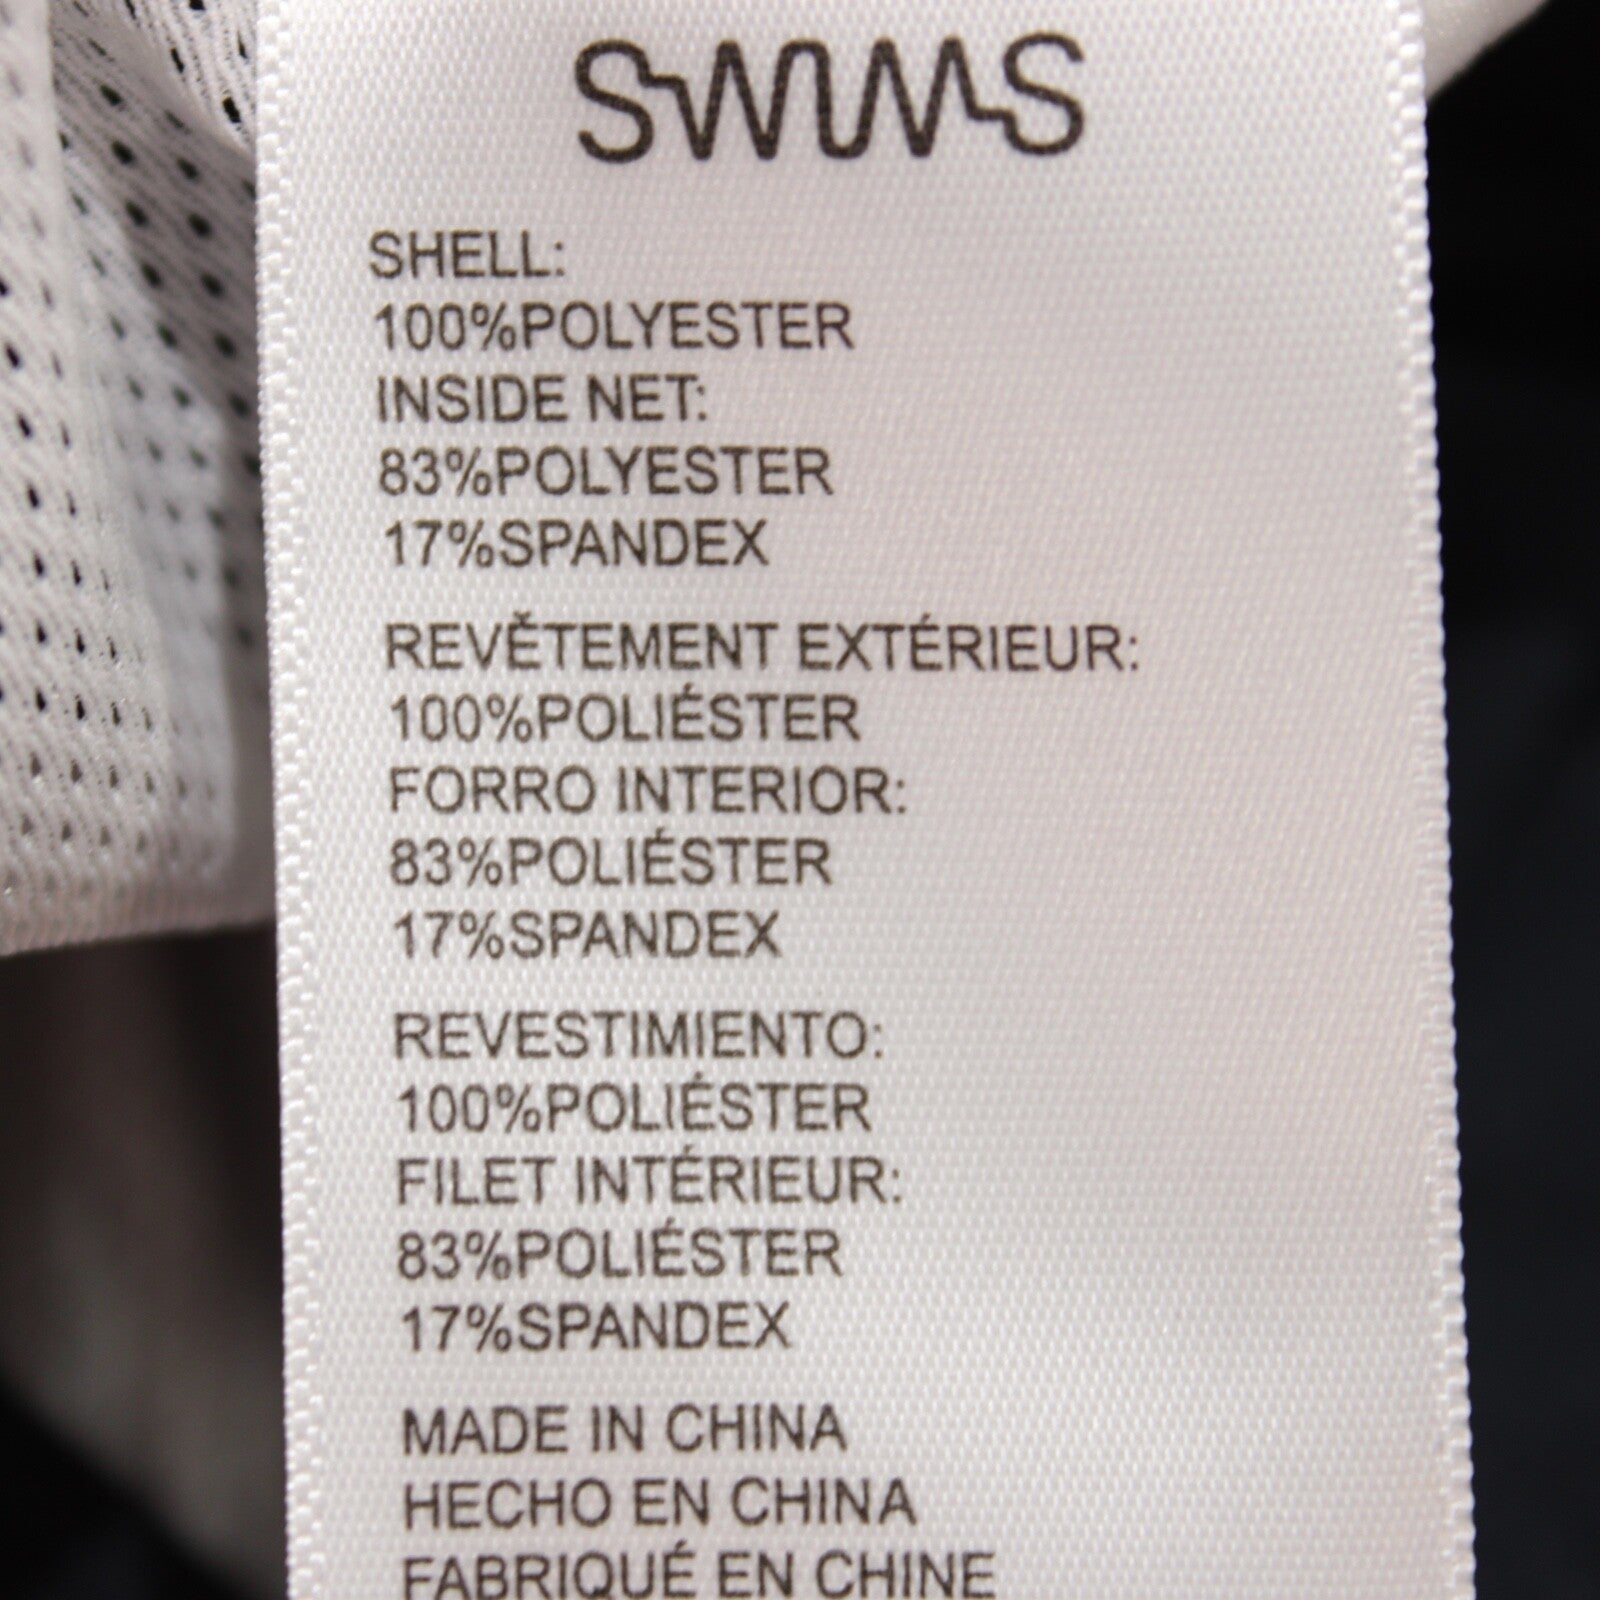 SWIMS
SHELL:
100%POLYESTER
INSIDE NET:
83%POLYESTER
17%SPANDEX
REVĚTEMENT EXTÉRIEUR:
100%POLIÉSTER
FORRO INTERIOR:
83%POLIÉSTER
17%SPANDEX
REVESTIMIENTO:
100%POLIÉSTER
FILET INTÉRIEUR:
83%POLIÉSTER
17%SPANDEX
MADE IN CHINA
HECHO EN CHINA
FABRIQUÉ EN CHINE